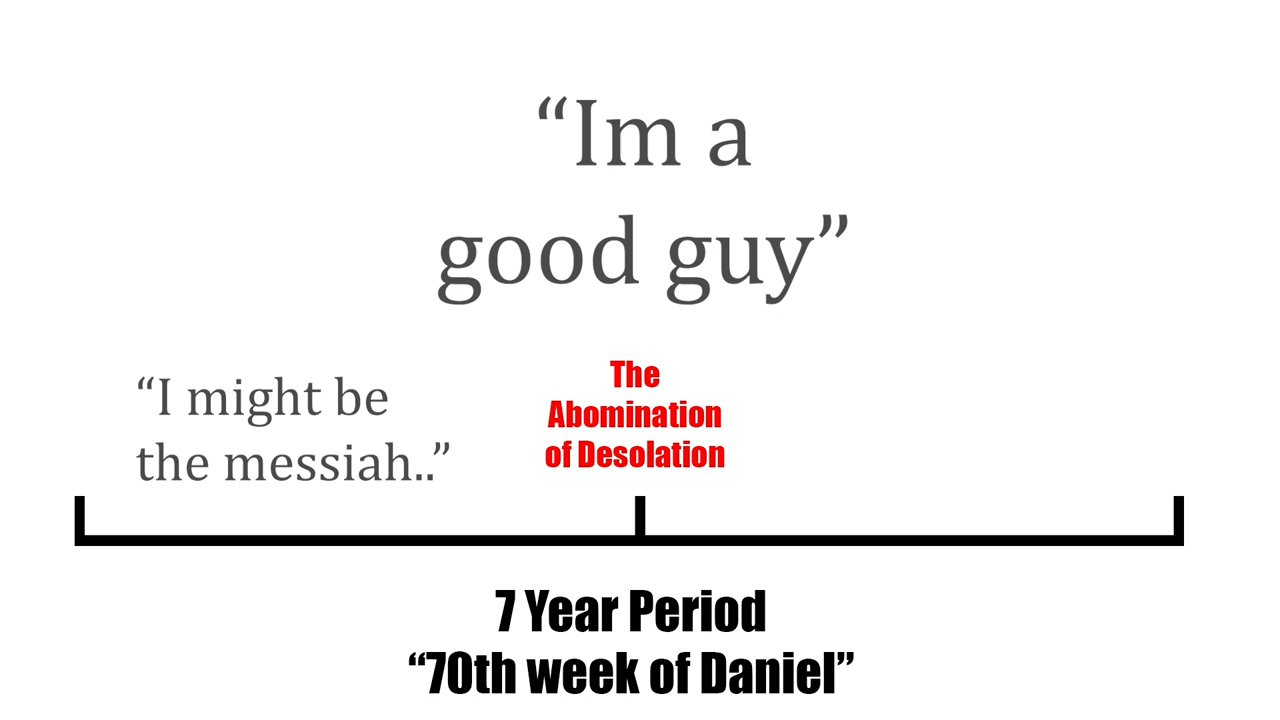 “Im a
good guy”
“I might be
the messiah..”
The
Abomination
of Desolation
7 Year Period
“70th week of Daniel”